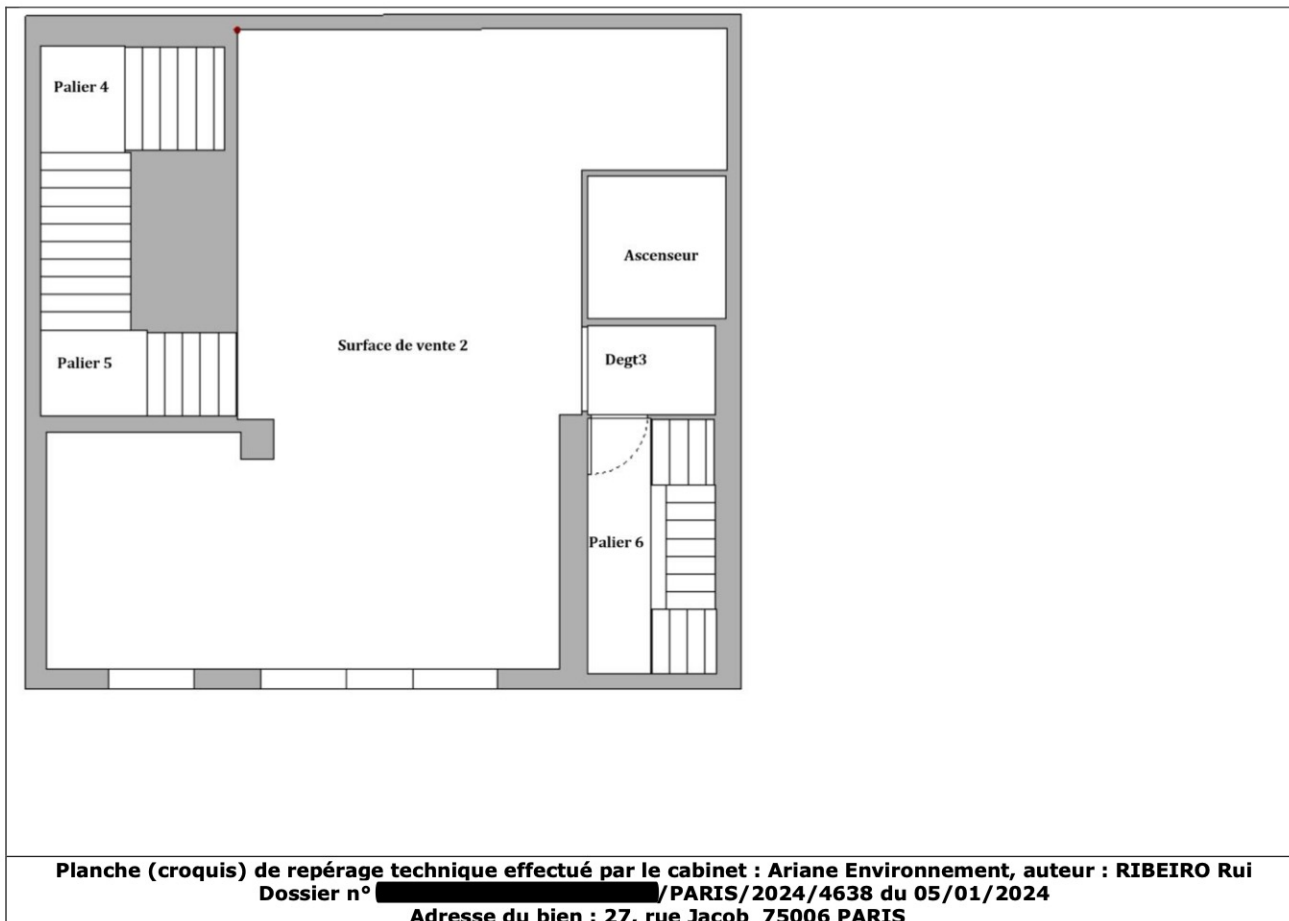 Palier 4
Ascenseur
Surface de vente 2
Palier 5
Degt3
Palier 6
Planche (croquis) de repérage technique effectué par le cabinet : Ariane Environnement, auteur : RIBEIRO Rui
Dossier n° /PARIS/2024/4638 du 05/01/2024
Adresse du bien : 27, rue Jacob 75006 PARIS